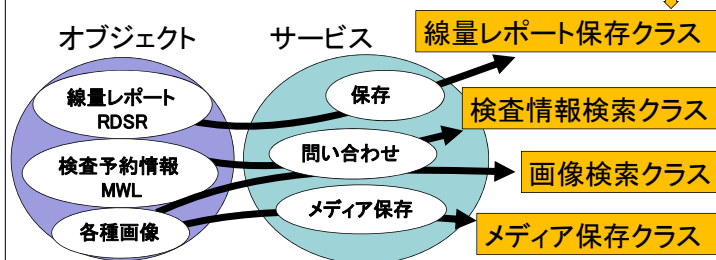 オブジェクト
サービス
線量レポート保存クラス
線量レポート
RDSR
保存
検査情報検索クラス
検査予約情報
MWL
問い合わせ
画像検索クラス
各種画像
メディア保存
メディア保存クラス